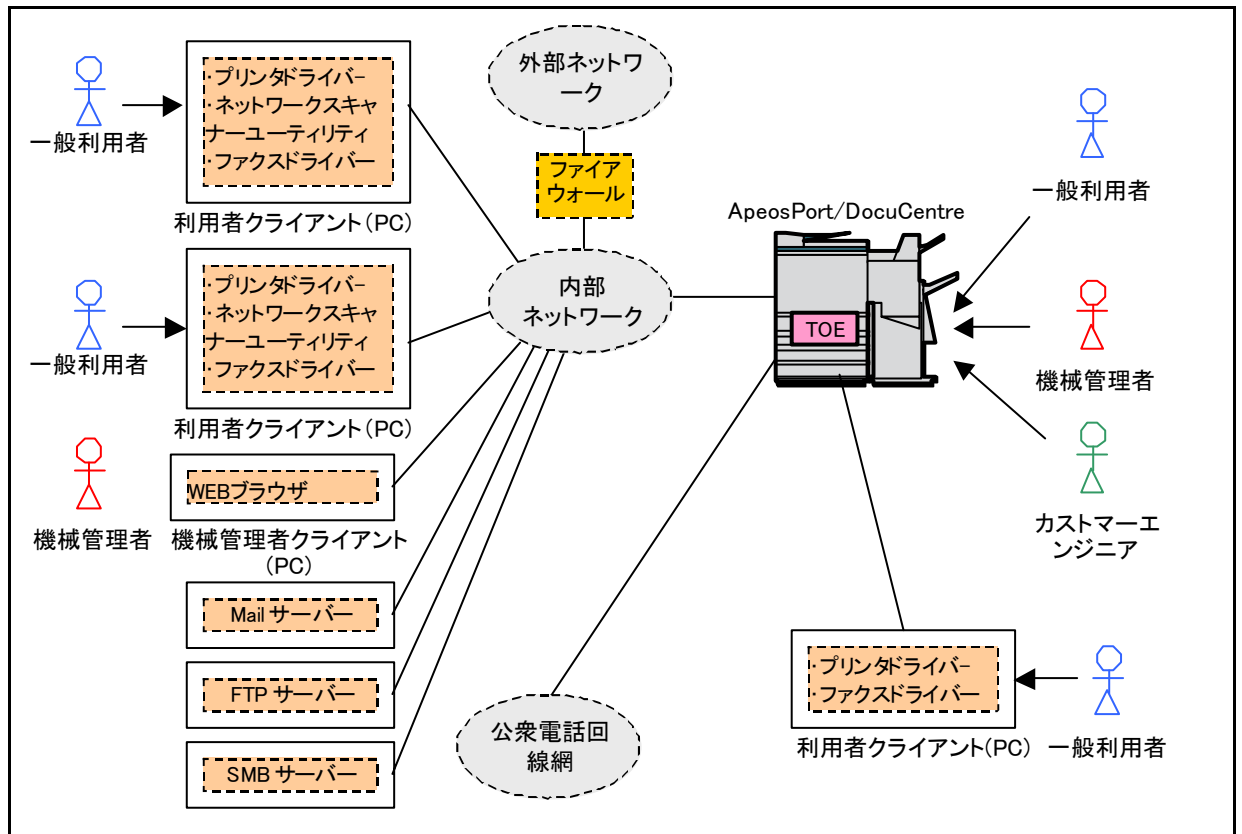 一般利用者
・プリンタドライバー
・ネットワークスキャ
ナーユーティリティ
・ファクスドライバー
利用者クライアント(PC)
一般利用者
・プリンタドライバー
・ネットワークスキャ
ナーユーティリティ
・ファクスドライバー
利用者クライアント(PC)
機械管理者
WEBブラウザ
機械管理者クライアント
(PC)
Mail サーバー
FTP サーバー
SMB サーバー
外部ネットワ
ーク
ファイア
ウォール
内部
ネットワーク
公衆電話回
線網
ApeosPort/DocuCentre
TOE
一般利用者
機械管理者
カストマーエ
ンジニア
・プリンタドライバー
・ファクスドライバー
利用者クライアント(PC)
一般利用者